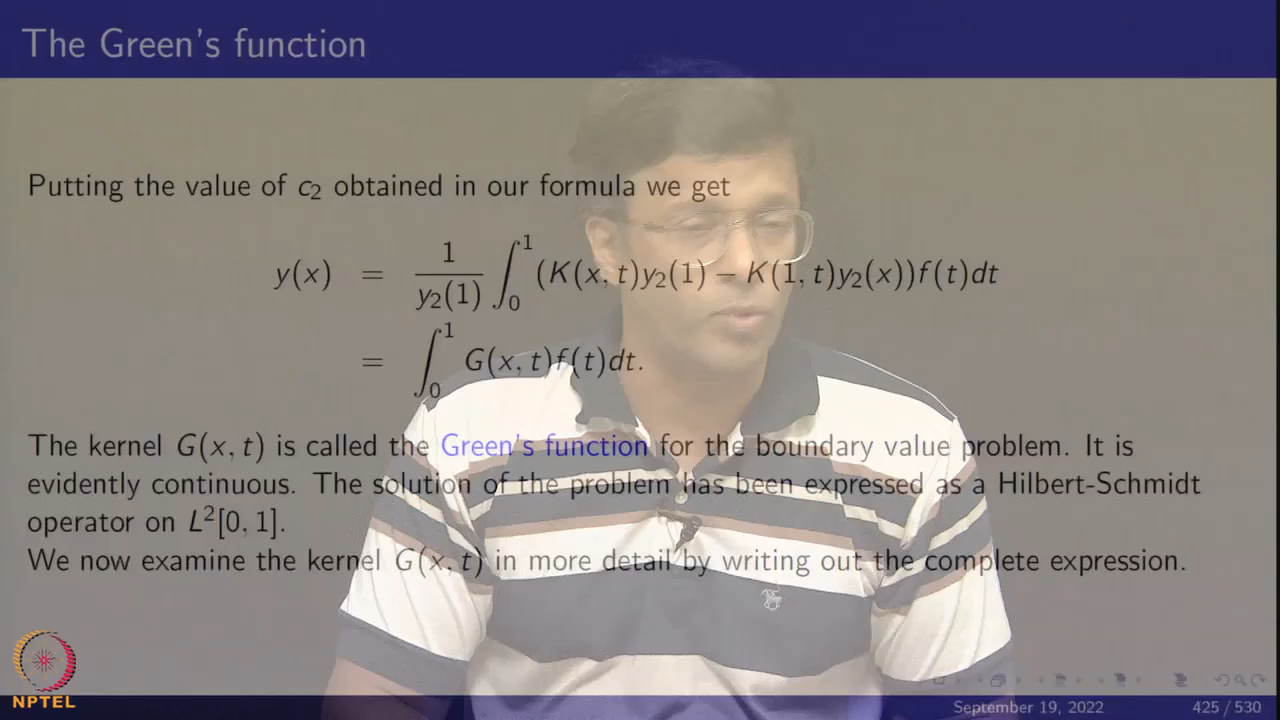 The Green's function
Putting the value of c₂ obtained in our formula we get
y(x) = 1/y₂(1) ∫₀¹ (K(x, t)y₂(1) − K(1, t)y₂(x))f(t)dt
= ∫₀¹ G(x, t)f(t)dt.
The kernel G(x, t) is called the Green's function for the boundary value problem. It is
evidently continuous. The solution of the problem has been expressed as a Hilbert-Schmidt
operator on L²[0, 1].
We now examine the kernel G(x, t) in more detail by writing out the complete expression.
NPTEL
September 19, 2022 425 / 530